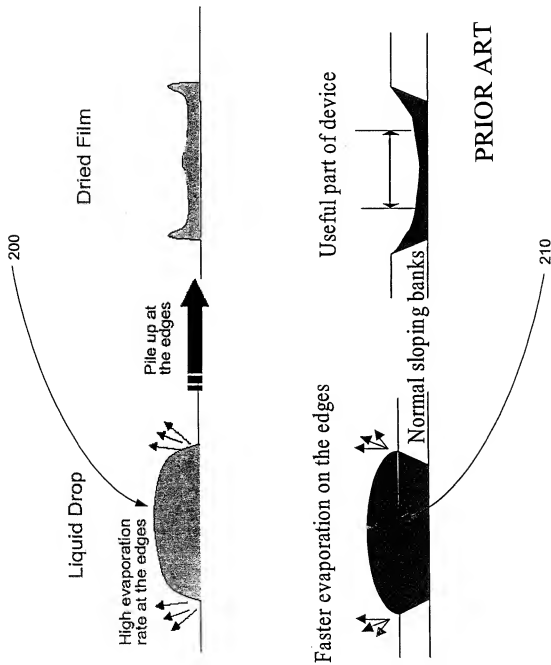 200
Liquid Drop
Dried Film
High evaporation
rate at the edges
Pile up at
the edges
Faster evaporation on the edges
Useful part of device
Normal sloping banks
PRIOR ART
210